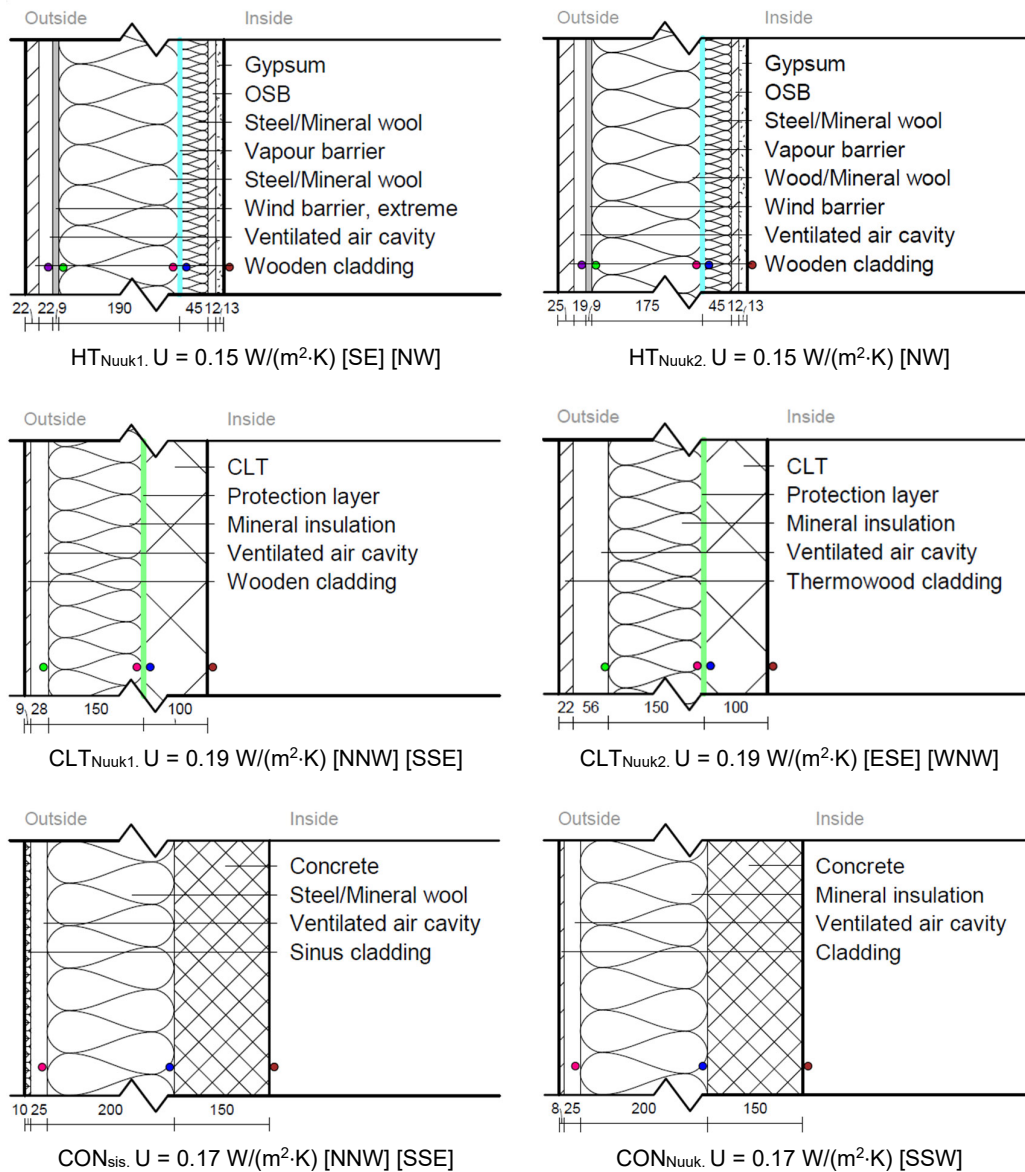 Outside Inside
Gypsum
OSB
Steel/Mineral wool
Vapour barrier
Steel/Mineral wool
Wind barrier, extreme
Ventilated air cavity
Wooden cladding
22 22 9 190 45 12 13
HTNuuk1. U = 0.15 W/(m²·K) [SE] [NW]
Outside Inside
Gypsum
OSB
Steel/Mineral wool
Vapour barrier
Wood/Mineral wool
Wind barrier
Ventilated air cavity
Wooden cladding
25 19 9 175 45 12 13
HTNuuk2. U = 0.15 W/(m²·K) [NW]
Outside Inside
CLT
Protection layer
Mineral insulation
Ventilated air cavity
Wooden cladding
9 28 150 100
CLTNuuk1. U = 0.19 W/(m²·K) [NNW] [SSE]
Outside Inside
CLT
Protection layer
Mineral insulation
Ventilated air cavity
Thermowood cladding
22 56 150 100
CLTNuuk2. U = 0.19 W/(m²·K) [ESE] [WNW]
Outside Inside
Concrete
Steel/Mineral wool
Ventilated air cavity
Sinus cladding
10 25 200 150
CONsis. U = 0.17 W/(m²·K) [NNW] [SSE]
Outside Inside
Concrete
Mineral insulation
Ventilated air cavity
Cladding
8 25 200 150
CONNuuk. U = 0.17 W/(m²·K) [SSW]